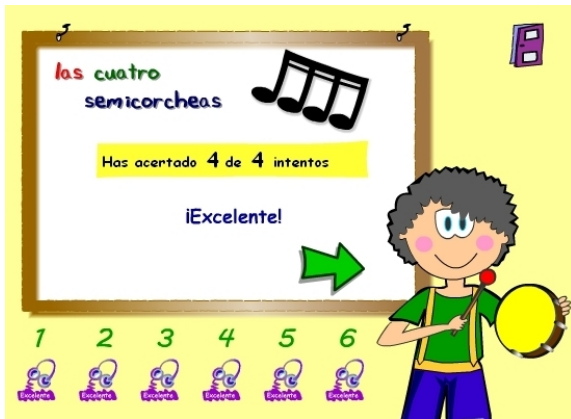 las cuatro
semicorcheas
Has acertado 4 de 4 intentos
¡Excelente!
1 2 3 4 5 6
Excelente Excelente Excelente Excelente Excelente Excelente